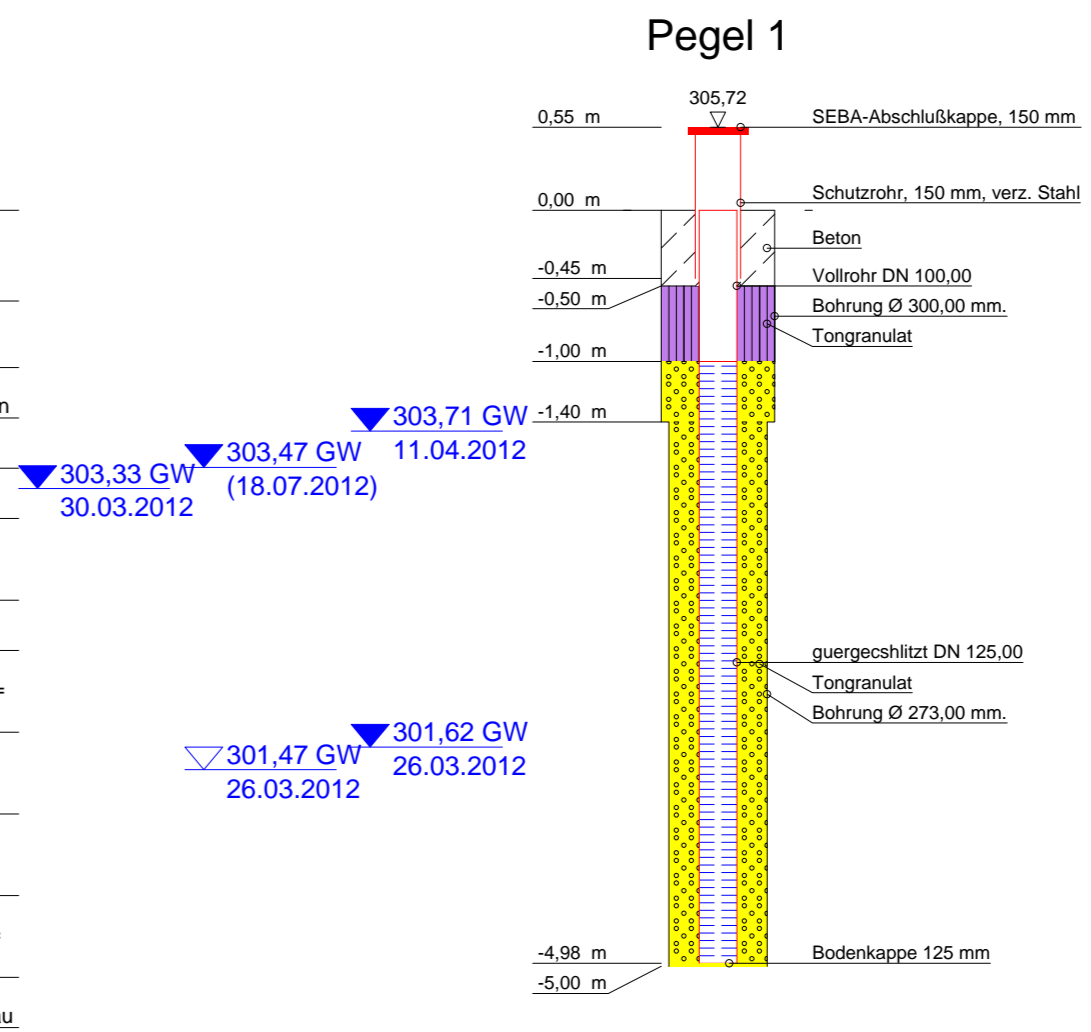 Pegel 1
305,72
0,55 m
SEBA-Abschlußkappe, 150 mm
0,00 m
Schutzrohr, 150 mm, verz. Stahl
Beton
-0,45 m
Vollrohr DN 100,00
-0,50 m
Bohrung Ø 300,00 mm.
Tongranulat
-1,00 m
n
-1,40 m
303,71 GW
11.04.2012
303,47 GW
(18.07.2012)
303,33 GW
30.03.2012
guergecshlitzt DN 125,00
Tongranulat
Bohrung Ø 273,00 mm.
301,62 GW
26.03.2012
301,47 GW
26.03.2012
-4,98 m
Bodenkappe 125 mm
-5,00 m
au